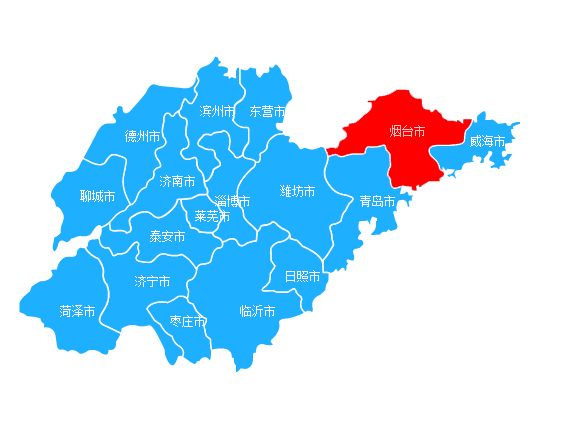 滨州市
东营市
烟台市
德州市
威海市
济南市
潍坊市
聊城市
淄博市
青岛市
莱芜市
泰安市
日照市
济宁市
菏泽市
临沂市
枣庄市